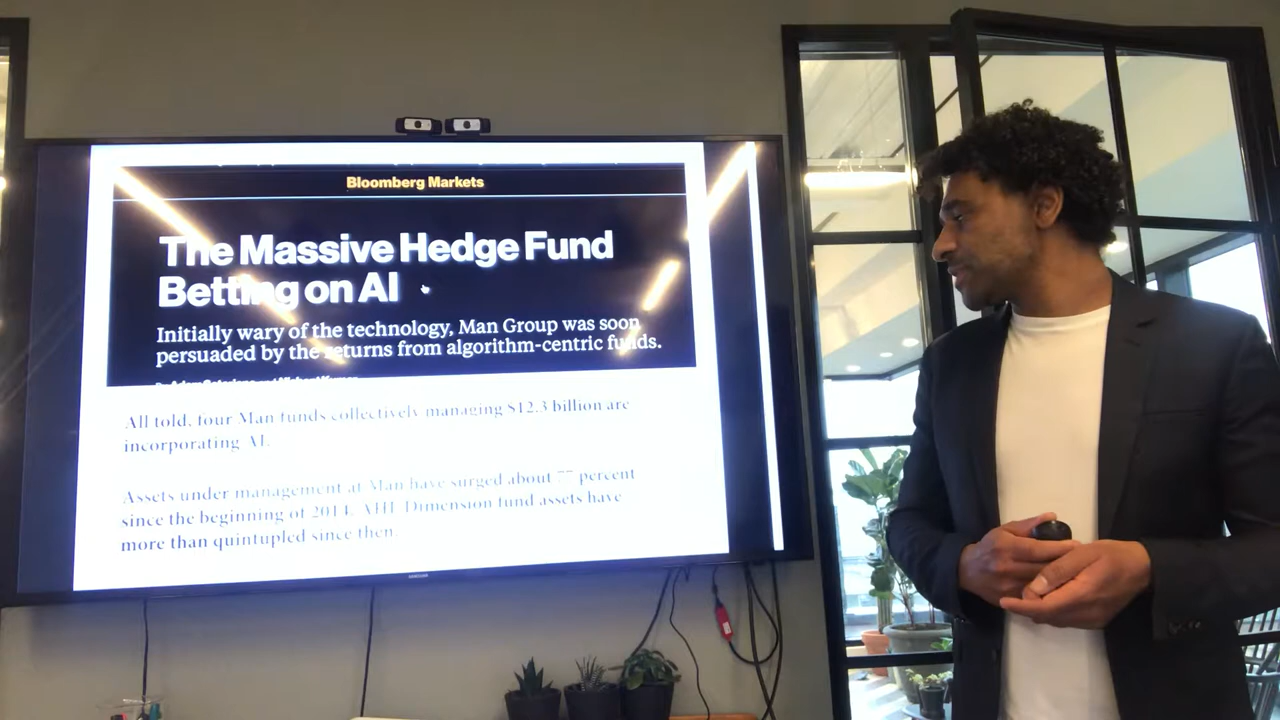 Bloomberg Markets
The Massive Hedge Fund
Betting on AI
Initially wary of the technology, Man Group was soon
persuaded by the returns from algorithm-centric funds.
All told, four Man funds collectively managing $12.3 billion are
incorporating AI.
Assets under management at Man have surged about 77 percent
since the beginning of 2014. AHL Dimension fund assets have
more than quintupled since then.
SAMSUNG